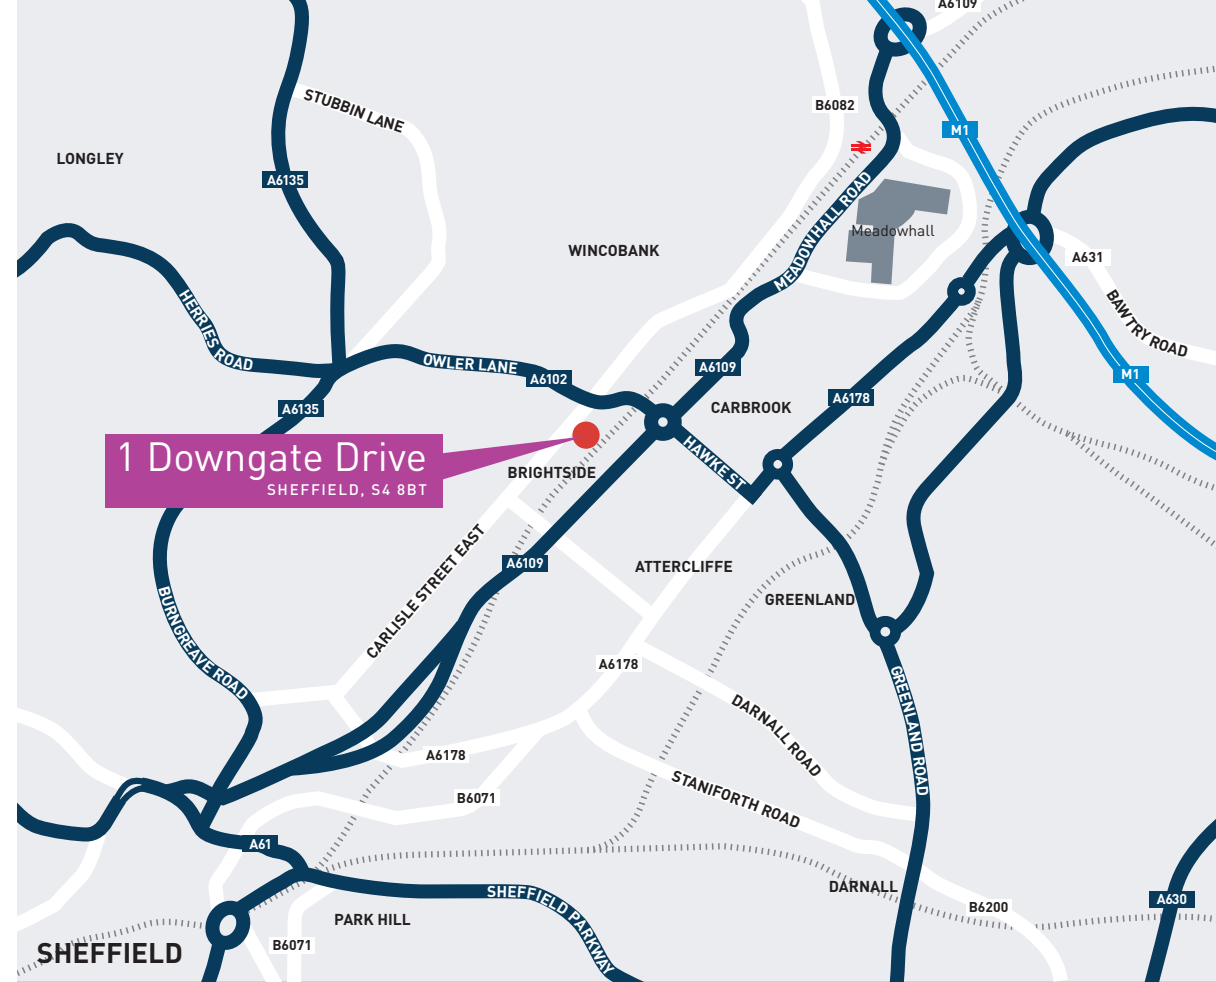 A6109
STUBBIN LANE
B6082
M1
LONGLEY
A6135
MEADOWHALL ROAD
Meadowhall
WINCOBANK
A631
HERRIES ROAD
BAWTRY ROAD
OWLER LANE
A6102
A6109
M1
A6135
CARBROOK
A6178
1 Downgate Drive
SHEFFIELD, S4 8BT
HAWKE ST
BRIGHTSIDE
CARLISLE STREET EAST
A6109
ATTERCLIFFE
BURNGREAVE ROAD
GREENLAND
A6178
GREENLAND ROAD
DARNALL ROAD
A6178
STANIFORTH ROAD
B6071
A61
SHEFFIELD PARKWAY
DARNALL
B6200
A630
PARK HILL
B6071
SHEFFIELD